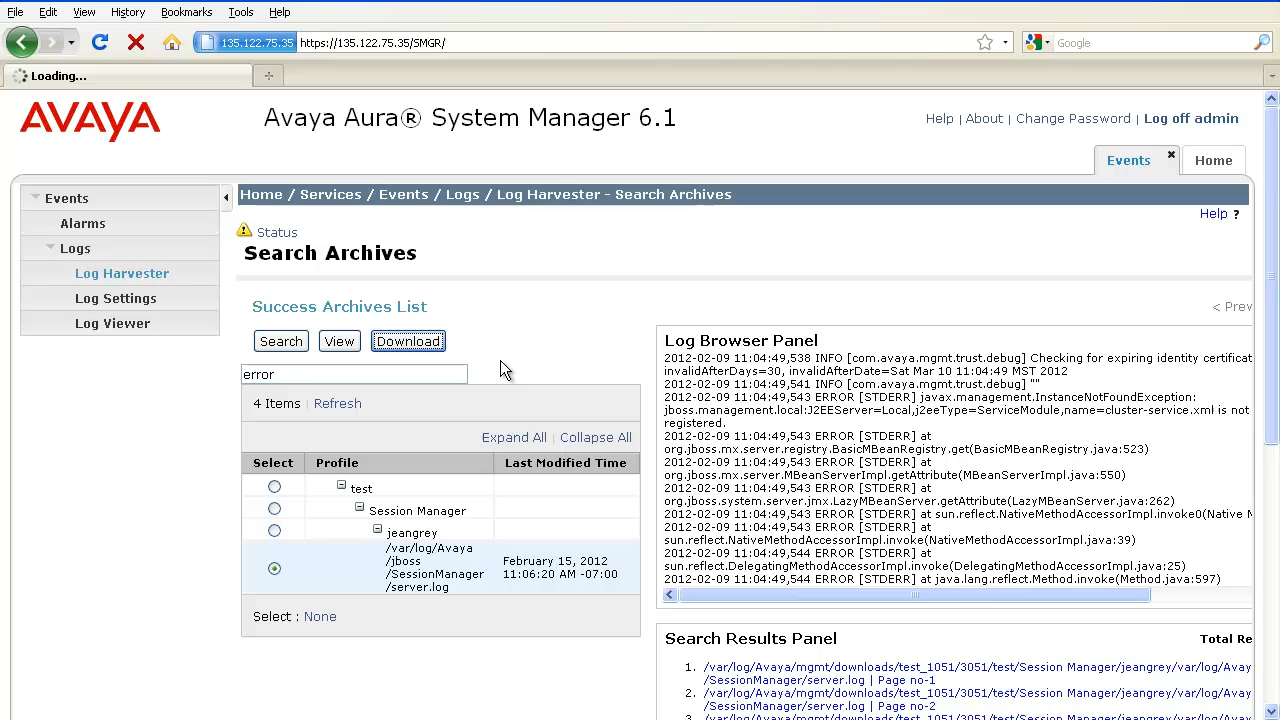 File Edit View History Bookmarks Tools Help
135.122.75.35 https://135.122.75.35/SMGR/
Google
Loading...
AVAYA
Avaya Aura® System Manager 6.1
Help | About | Change Password | Log off admin
Events Home
Events
Alarms
Logs
Log Harvester
Log Settings
Log Viewer
Home / Services / Events / Logs / Log Harvester - Search Archives
Help ?
Status
Search Archives
Success Archives List
< Prev
Search View Download
error
4 Items | Refresh
Expand All | Collapse All
Select Profile Last Modified Time
test
Session Manager
jeangrey
/var/log/Avaya
/jboss
/SessionManager
/server.log
February 15, 2012
11:06:20 AM -07:00
Select : None
Log Browser Panel
2012-02-09 11:04:49,538 INFO [com.avaya.mgmt.trust.debug] Checking for expiring identity certificat
invalidAfterDays=30, invalidAfterDate=Sat Mar 10 11:04:49 MST 2012
2012-02-09 11:04:49,541 INFO [com.avaya.mgmt.trust.debug] ""
2012-02-09 11:04:49,543 ERROR [STDERR] javax.management.InstanceNotFoundException:
jboss.management.local:J2EEServer=Local,j2eeType=ServiceModule,name=cluster-service.xml is not
registered.
2012-02-09 11:04:49,543 ERROR [STDERR] at
org.jboss.mx.server.registry.BasicMBeanRegistry.get(BasicMBeanRegistry.java:523)
2012-02-09 11:04:49,543 ERROR [STDERR] at
org.jboss.mx.server.MBeanServerImpl.getAttribute(MBeanServerImpl.java:550)
2012-02-09 11:04:49,543 ERROR [STDERR] at
org.jboss.system.server.jmx.LazyMBeanServer.getAttribute(LazyMBeanServer.java:262)
2012-02-09 11:04:49,543 ERROR [STDERR] at sun.reflect.NativeMethodAccessorImpl.invoke0(Native M
2012-02-09 11:04:49,543 ERROR [STDERR] at
sun.reflect.NativeMethodAccessorImpl.invoke(NativeMethodAccessorImpl.java:39)
2012-02-09 11:04:49,544 ERROR [STDERR] at
sun.reflect.DelegatingMethodAccessorImpl.invoke(DelegatingMethodAccessorImpl.java:25)
2012-02-09 11:04:49,544 ERROR [STDERR] at java.lang.reflect.Method.invoke(Method.java:597)
Search Results Panel Total Re
1. /var/log/Avaya/mgmt/downloads/test_1051/3051/test/Session Manager/jeangrey/var/log/Avay
/SessionManager/server.log | Page no-1
2. /var/log/Avaya/mgmt/downloads/test_1051/3051/test/Session Manager/jeangrey/var/log/Avay
/SessionManager/server.log | Page no-2
3. /var/log/Avaya/mgmt/downloads/test_1051/3051/test/Session Manager/jeangrey/var/log/Avay